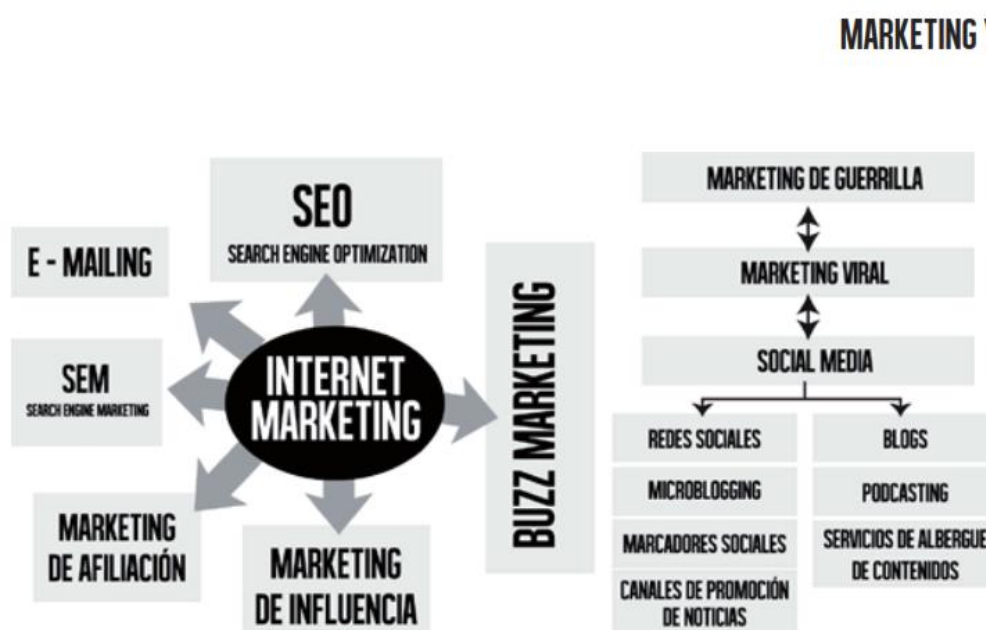 MARKETING
SEO
SEARCH ENGINE OPTIMIZATION
E - MAILING
SEM
SEARCH ENGINE MARKETING
INTERNET
MARKETING
MARKETING
DE AFILIACIÓN
MARKETING
DE INFLUENCIA
BUZZ MARKETING
MARKETING DE GUERRILLA
MARKETING VIRAL
SOCIAL MEDIA
REDES SOCIALES
MICROBLOGGING
MARCADORES SOCIALES
CANALES DE PROMOCIÓN
DE NOTICIAS
BLOGS
PODCASTING
SERVICIOS DE ALBERGUE
DE CONTENIDOS